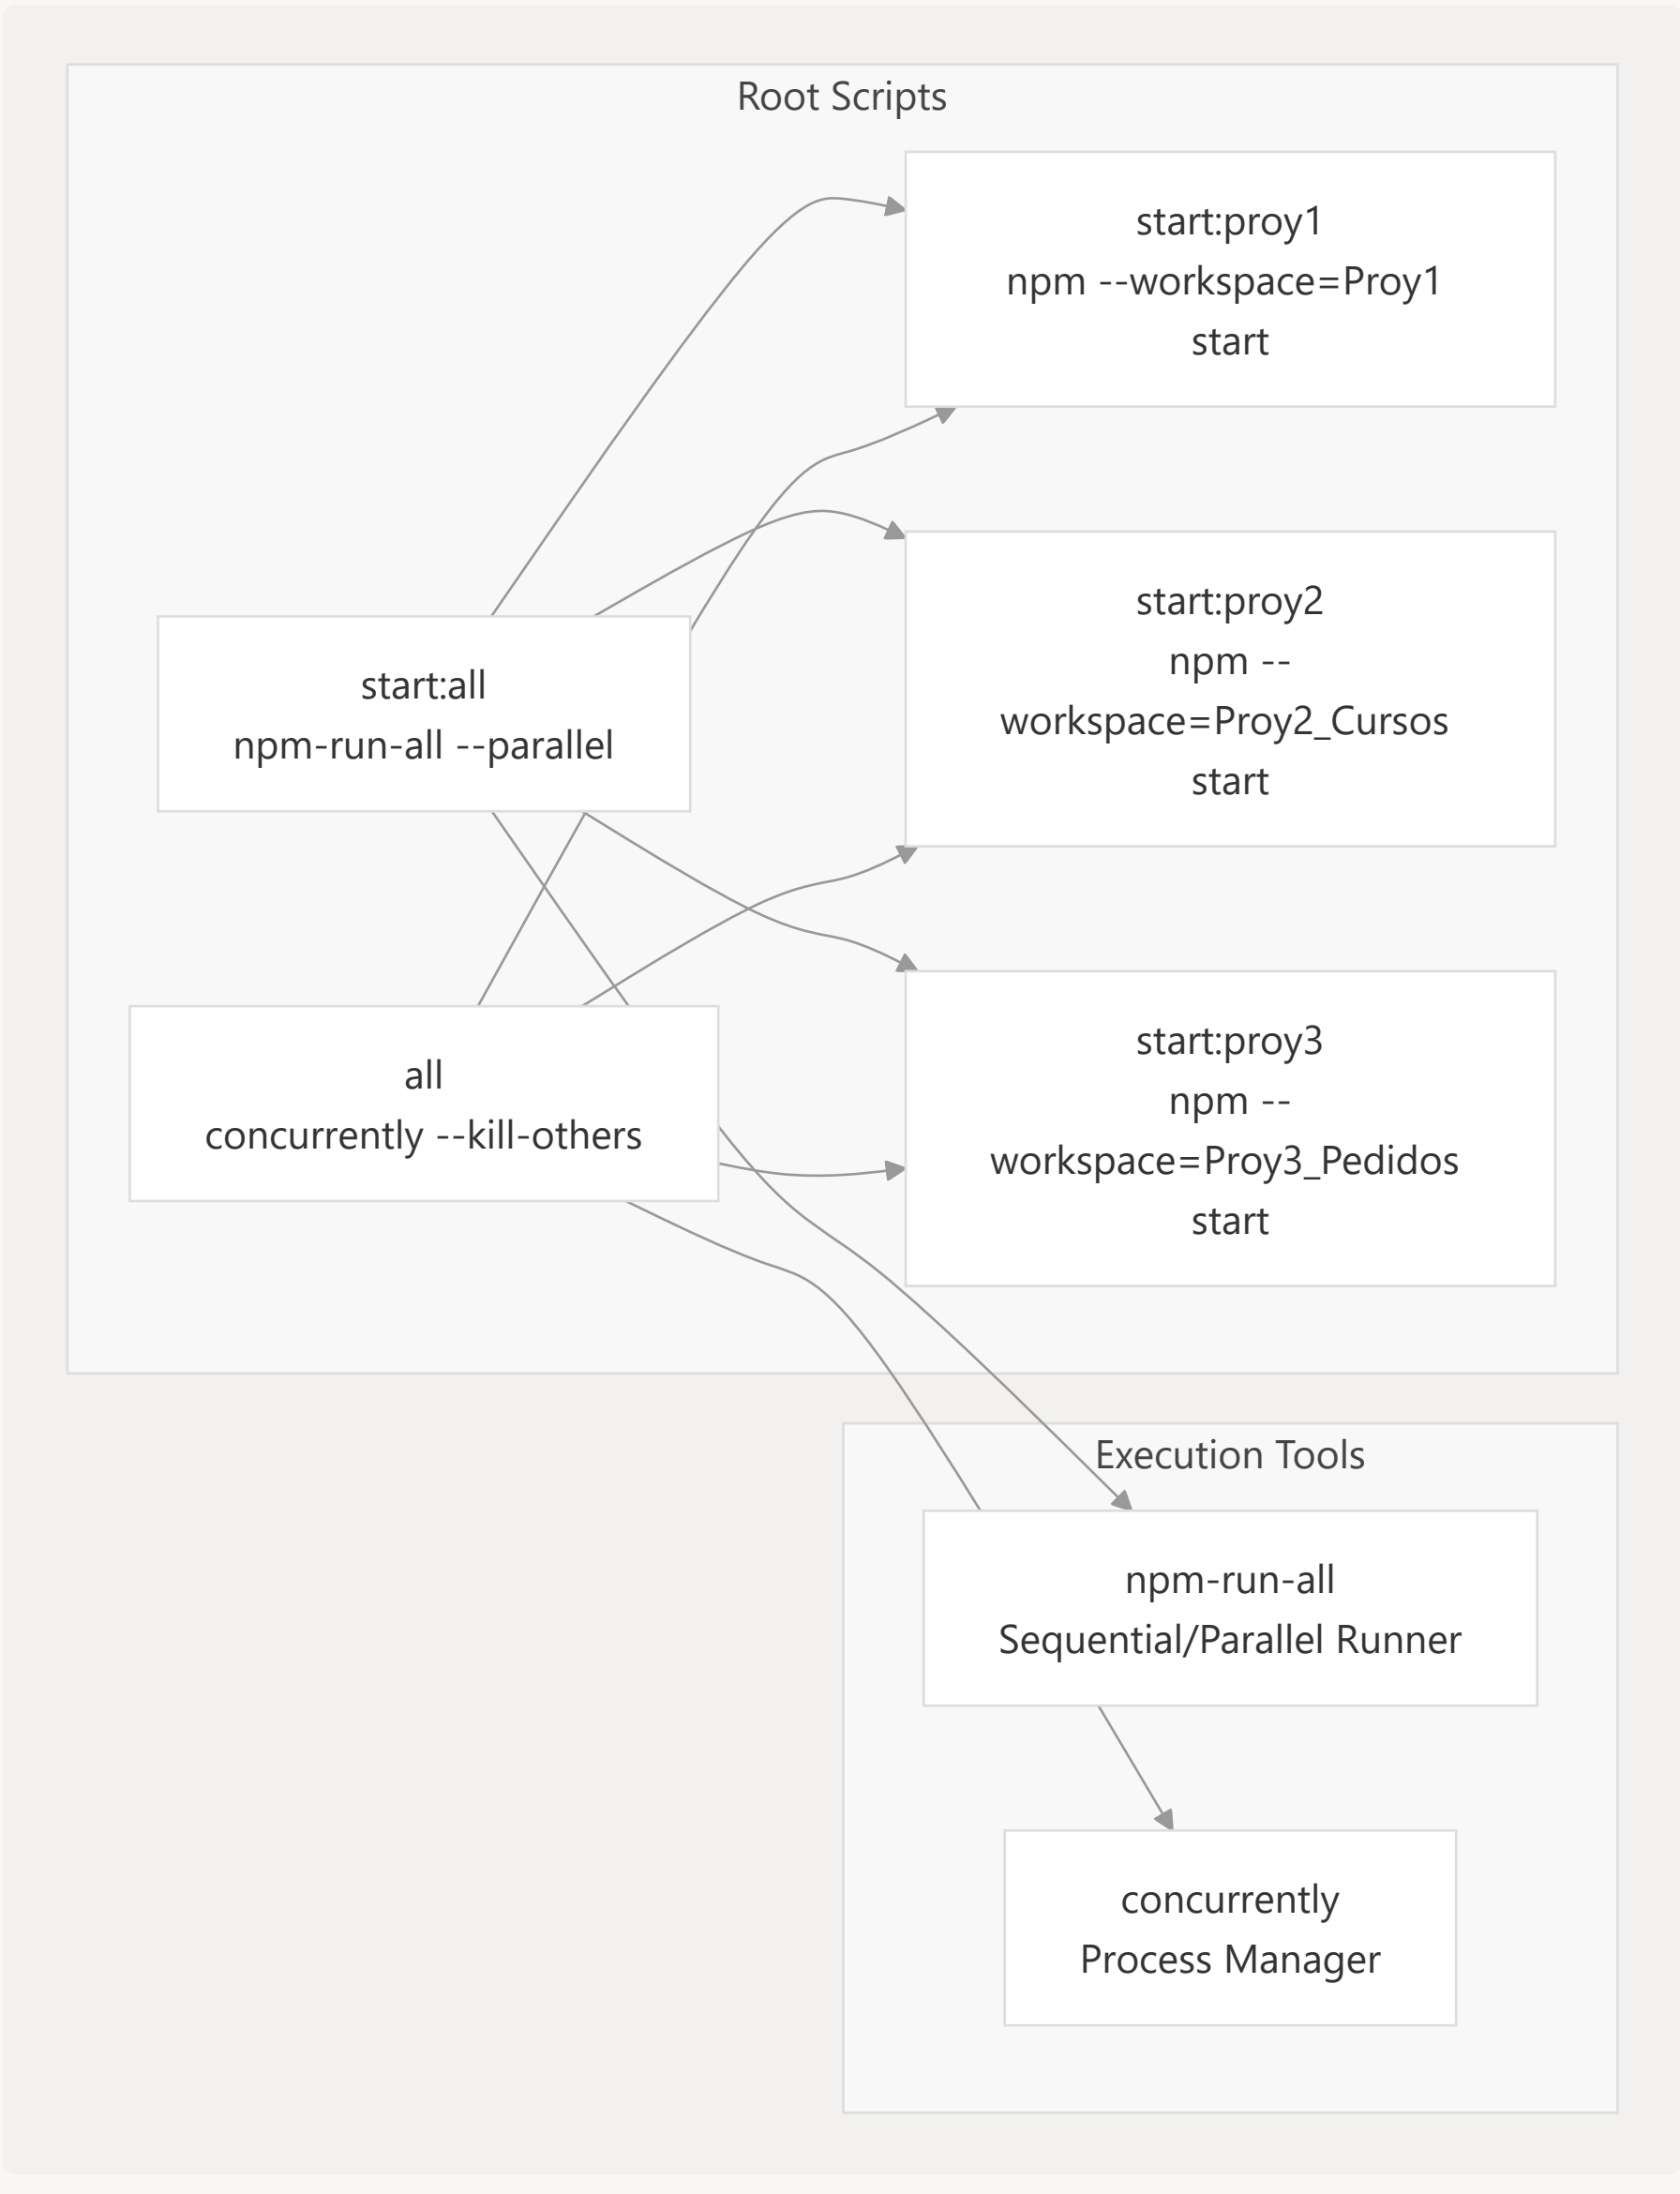 Root Scripts
start:proy1
npm --workspace=Proy1
start
start:proy2
npm --
workspace=Proy2_Cursos
start
start:all
npm-run-all --parallel
start:proy3
npm --
workspace=Proy3_Pedidos
start
all
concurrently --kill-others
Execution Tools
npm-run-all
Sequential/Parallel Runner
concurrently
Process Manager